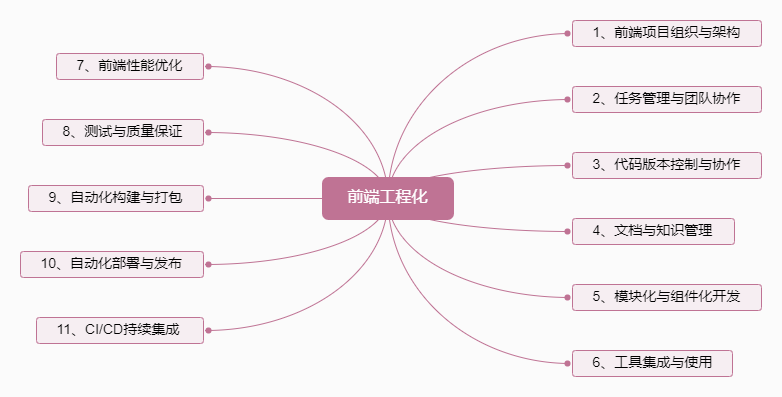 前端工程化
1、前端项目组织与架构
2、任务管理与团队协作
3、代码版本控制与协作
4、文档与知识管理
5、模块化与组件化开发
6、工具集成与使用
7、前端性能优化
8、测试与质量保证
9、自动化构建与打包
10、自动化部署与发布
11、CI/CD持续集成